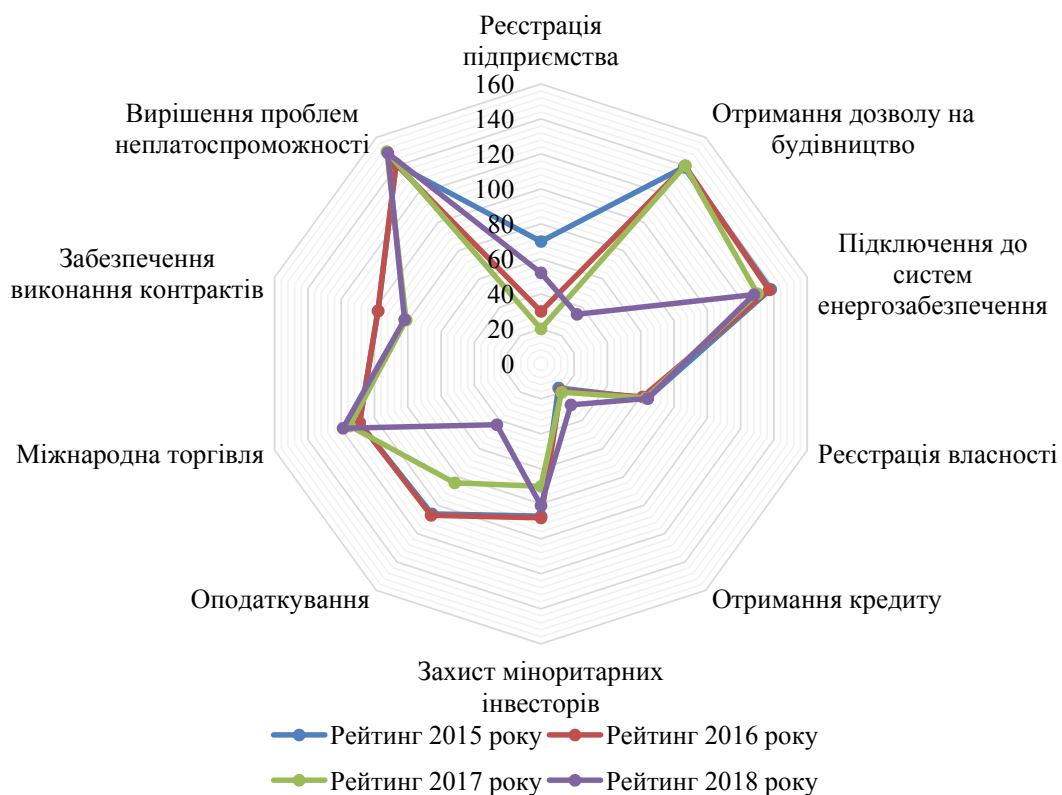 Реєстрація
підприємства
Отримання дозволу на
будівництво
Підключення до
систем
енергозабезпечення
Реєстрація власності
Отримання кредиту
Захист міноритарних
інвесторів
Оподаткування
Міжнародна торгівля
Забезпечення
виконання контрактів
Вирішення проблем
неплатоспроможності
160
140
120
100
80
60
40
20
0
Рейтинг 2015 року
Рейтинг 2016 року
Рейтинг 2017 року
Рейтинг 2018 року